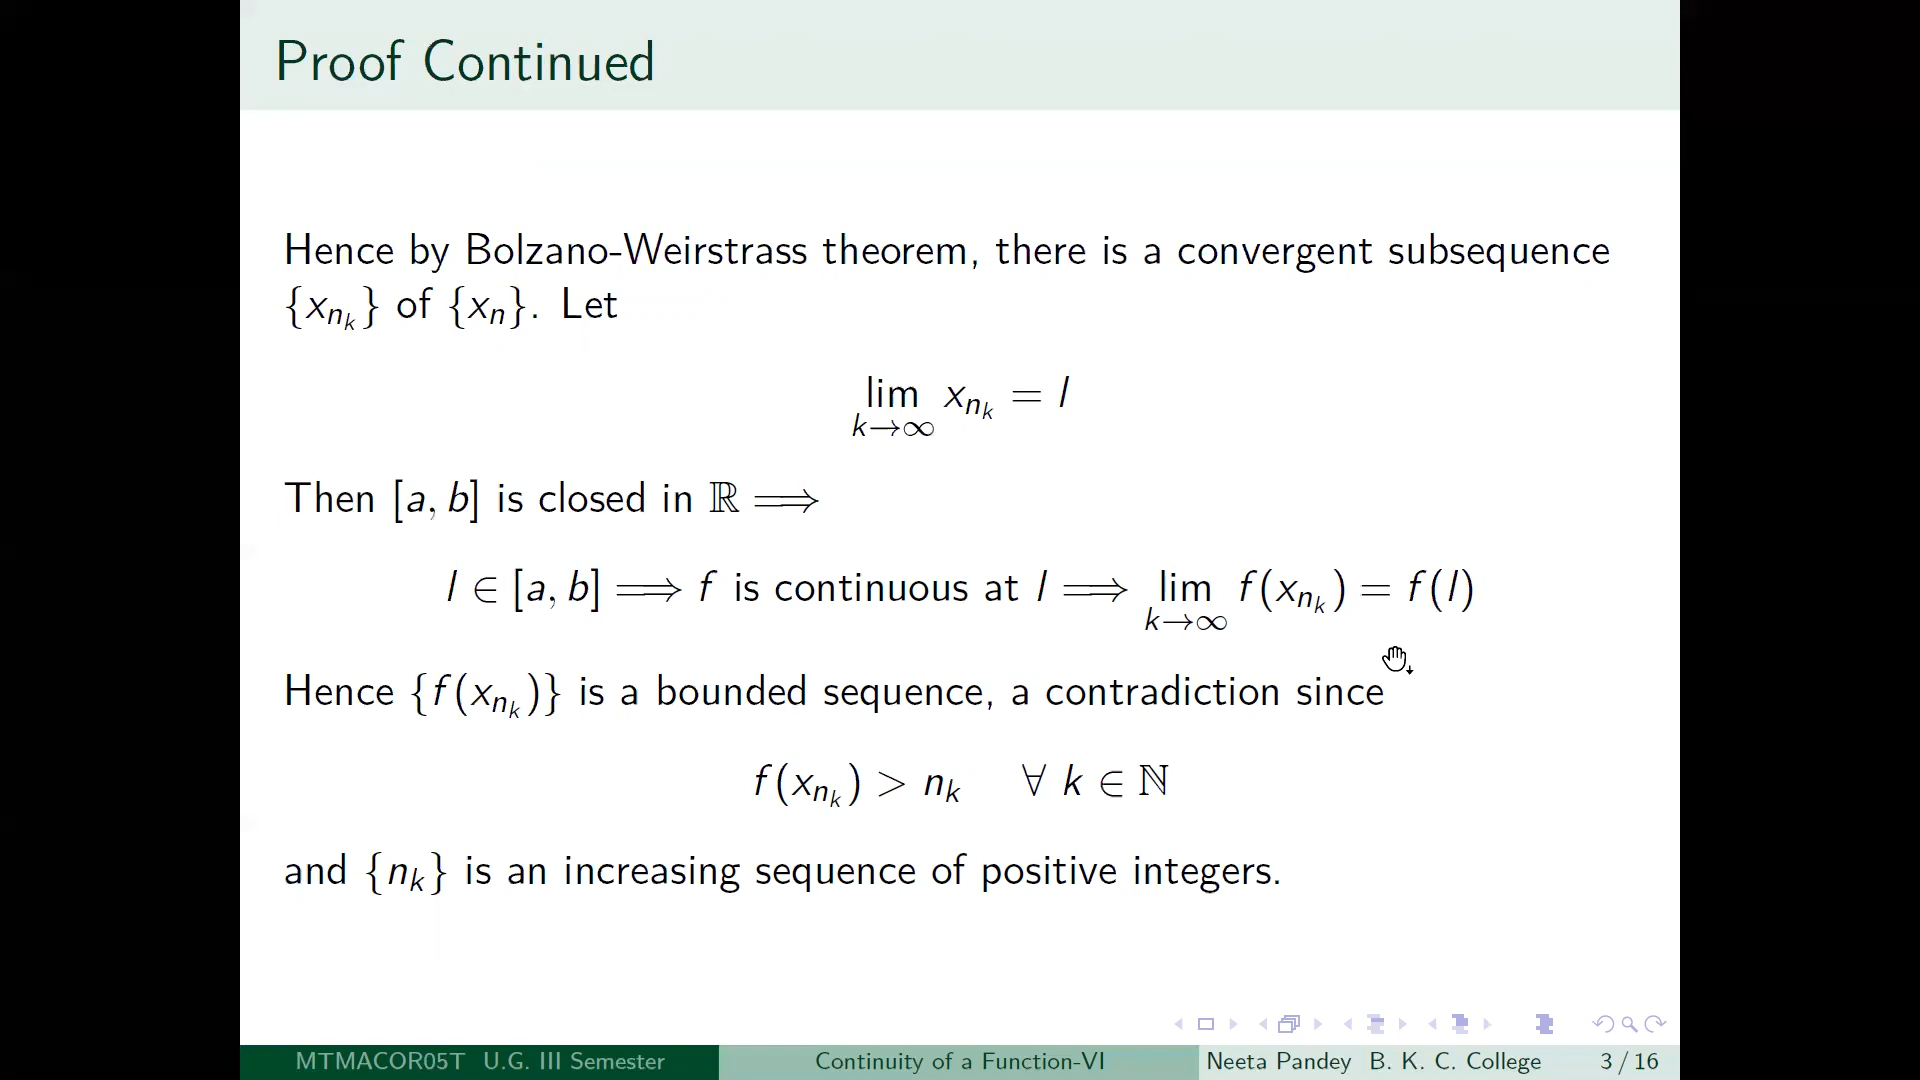 Proof Continued
Hence by Bolzano-Weirstrass theorem, there is a convergent subsequence
{x_{n_k}} of {x_n}. Let
lim_{k→∞} x_{n_k} = l
Then [a, b] is closed in ℝ ⟹
l ∈ [a, b] ⟹ f is continuous at l ⟹ lim_{k→∞} f(x_{n_k}) = f(l)
Hence {f(x_{n_k})} is a bounded sequence, a contradiction since
f(x_{n_k}) > n_k ∀ k ∈ ℕ
and {n_k} is an increasing sequence of positive integers.
MTMACOR05T U.G. III Semester Continuity of a Function-VI Neeta Pandey B. K. C. College 3 / 16